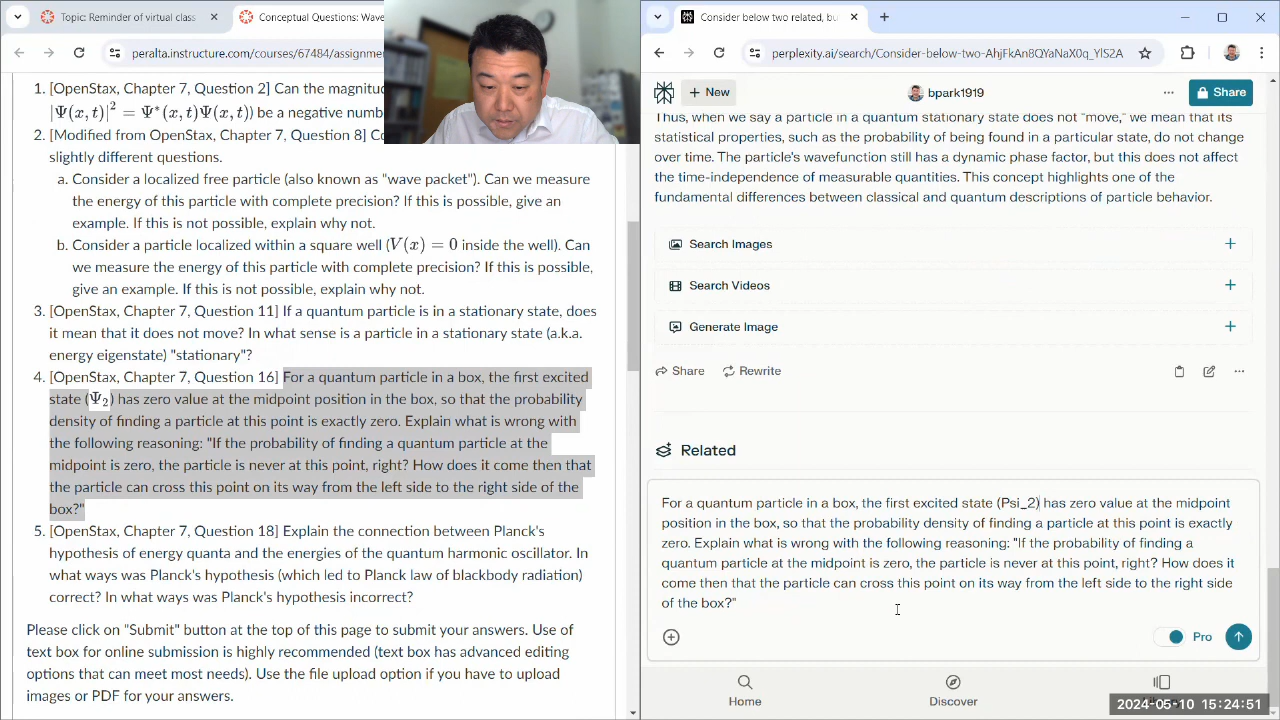 Topic: Reminder of virtual class
Conceptual Questions: Wave
peralta.instructure.com/courses/67484/assignme
1. [OpenStax, Chapter 7, Question 2] Can the magnitu
|Ψ(x, t)|² = Ψ*(x, t)Ψ(x, t)) be a negative numb
2. [Modified from OpenStax, Chapter 7, Question 8] Co
slightly different questions.
a. Consider a localized free particle (also known as "wave packet"). Can we measure
the energy of this particle with complete precision? If this is possible, give an
example. If this is not possible, explain why not.
b. Consider a particle localized within a square well (V(x) = 0 inside the well). Can
we measure the energy of this particle with complete precision? If this is possible,
give an example. If this is not possible, explain why not.
3. [OpenStax, Chapter 7, Question 11] If a quantum particle is in a stationary state, does
it mean that it does not move? In what sense is a particle in a stationary state (a.k.a.
energy eigenstate) "stationary"?
4. [OpenStax, Chapter 7, Question 16] For a quantum particle in a box, the first excited
state (Ψ₂) has zero value at the midpoint position in the box, so that the probability
density of finding a particle at this point is exactly zero. Explain what is wrong with
the following reasoning: "If the probability of finding a quantum particle at the
midpoint is zero, the particle is never at this point, right? How does it come then that
the particle can cross this point on its way from the left side to the right side of the
box?"
5. [OpenStax, Chapter 7, Question 18] Explain the connection between Planck's
hypothesis of energy quanta and the energies of the quantum harmonic oscillator. In
what ways was Planck's hypothesis (which led to Planck law of blackbody radiation)
correct? In what ways was Planck's hypothesis incorrect?
Please click on "Submit" button at the top of this page to submit your answers. Use of
text box for online submission is highly recommended (text box has advanced editing
options that can meet most needs). Use the file upload option if you have to upload
images or PDF for your answers.
Consider below two related, bu
perplexity.ai/search/Consider-below-two-AhjFkAn8QYaNaX0i_YlS2A
New
bpark1919
Share
Thus, when we say a particle in a quantum stationary state does not "move," we mean that its
statistical properties, such as the probability of being found in a particular state, do not change
over time. The particle's wavefunction still has a dynamic phase factor, but this does not affect
the time-independence of measurable quantities. This concept highlights one of the
fundamental differences between classical and quantum descriptions of particle behavior.
Search Images
Search Videos
Generate Image
Share Rewrite
Related
For a quantum particle in a box, the first excited state (Psi_2) has zero value at the midpoint
position in the box, so that the probability density of finding a particle at this point is exactly
zero. Explain what is wrong with the following reasoning: "If the probability of finding a
quantum particle at the midpoint is zero, the particle is never at this point, right? How does it
come then that the particle can cross this point on its way from the left side to the right side
of the box?"
Pro
Home
Discover
2024-05-10 15:24:51